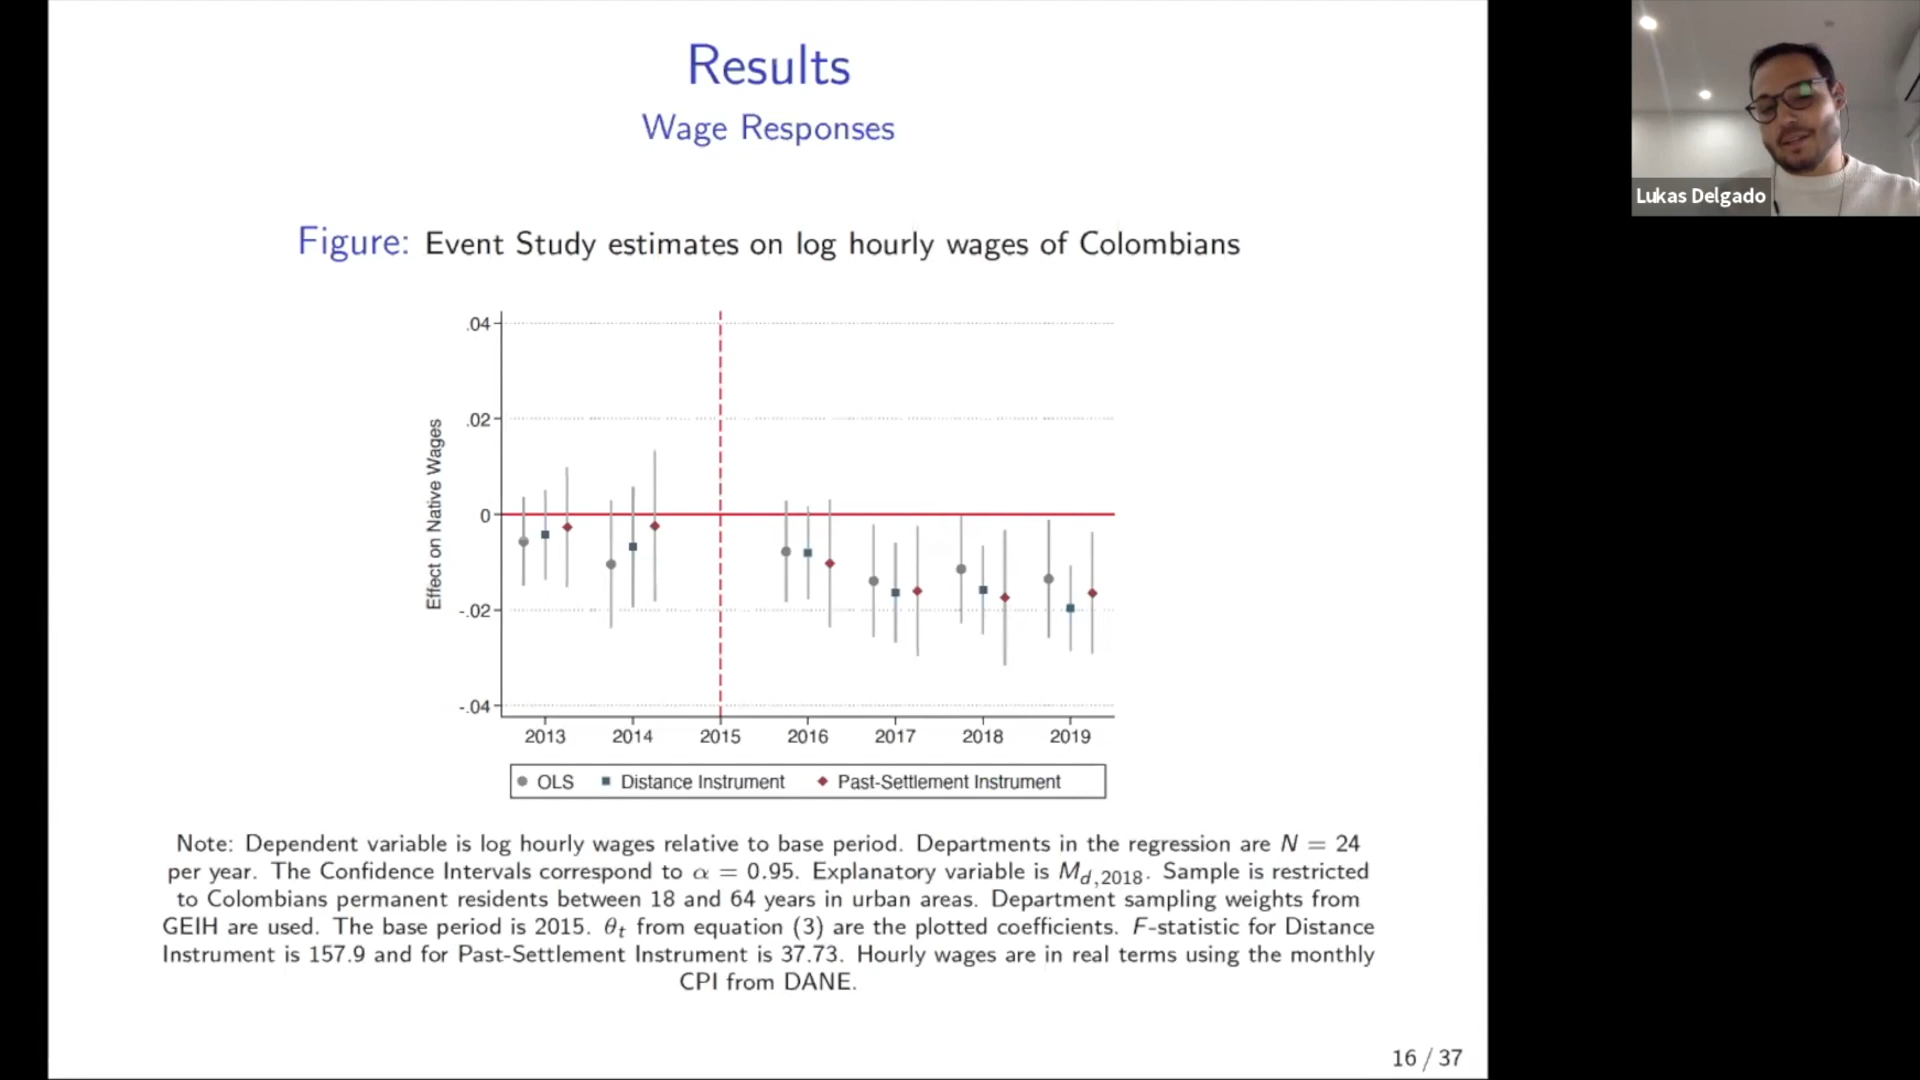 Results
Wage Responses
Lukas Delgado
Figure: Event Study estimates on log hourly wages of Colombians
Effect on Native Wages
.04
.02
0
-.02
-.04
2013 2014 2015 2016 2017 2018 2019
OLS Distance Instrument Past-Settlement Instrument
Note: Dependent variable is log hourly wages relative to base period. Departments in the regression are N = 24
per year. The Confidence Intervals correspond to α = 0.95. Explanatory variable is M_{d,2018}. Sample is restricted
to Colombians permanent residents between 18 and 64 years in urban areas. Department sampling weights from
GEIH are used. The base period is 2015. θ_t from equation (3) are the plotted coefficients. F-statistic for Distance
Instrument is 157.9 and for Past-Settlement Instrument is 37.73. Hourly wages are in real terms using the monthly
CPI from DANE.
16 / 37